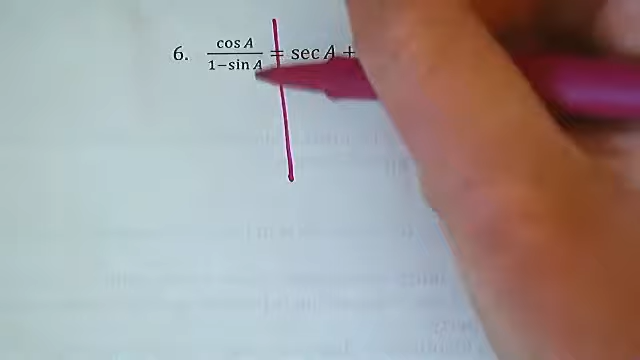 6. cos A / 1−sin A = sec A +